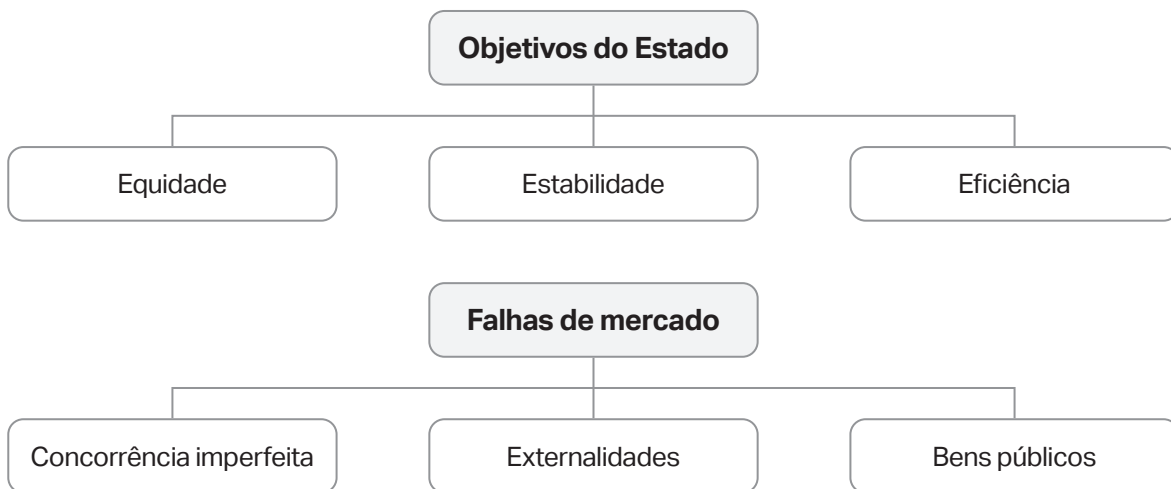 Objetivos do Estado
Equidade
Estabilidade
Eficiência
Falhas de mercado
Concorrência imperfeita
Externalidades
Bens públicos